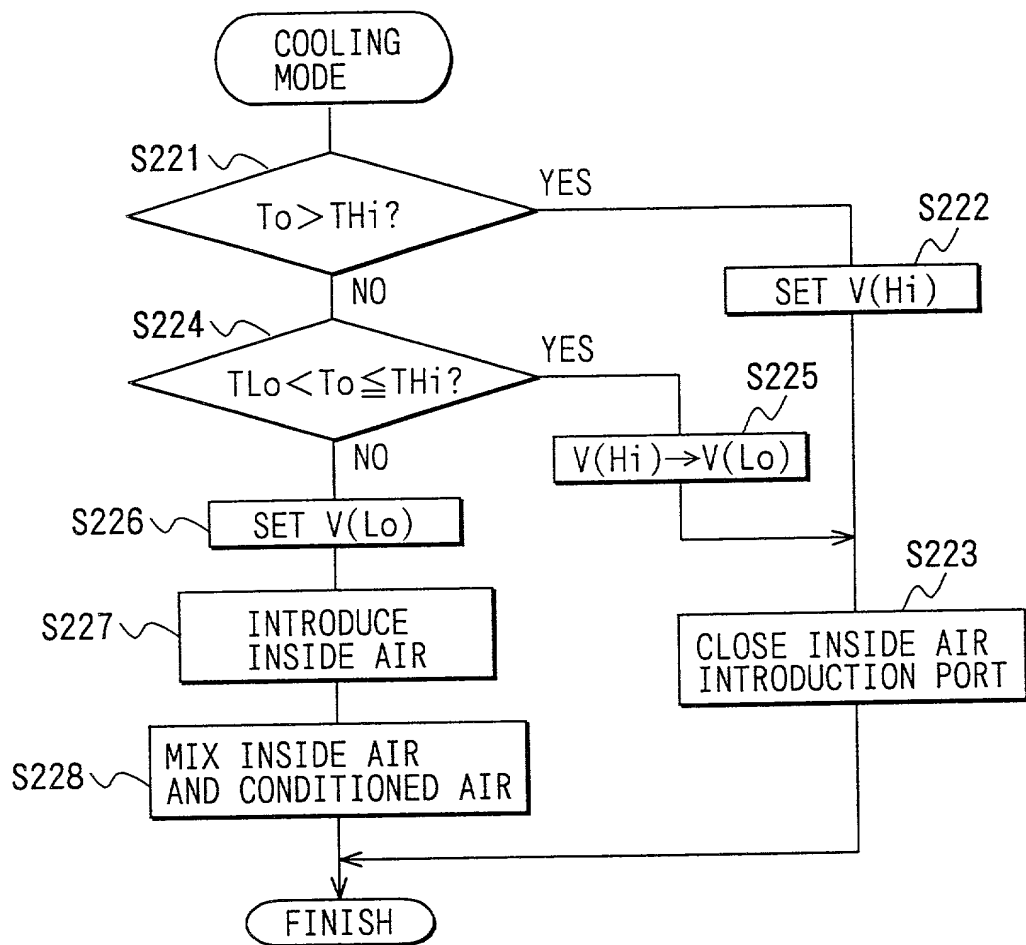 COOLING
MODE
S221
To>THi?
YES
S222
SET V(Hi)
NO
S224
TLo<To≦THi?
YES
S225
V(Hi)→V(Lo)
NO
S226
SET V(Lo)
S223
S227
INTRODUCE
INSIDE AIR
CLOSE INSIDE AIR
INTRODUCTION PORT
S228
MIX INSIDE AIR
AND CONDITIONED AIR
FINISH